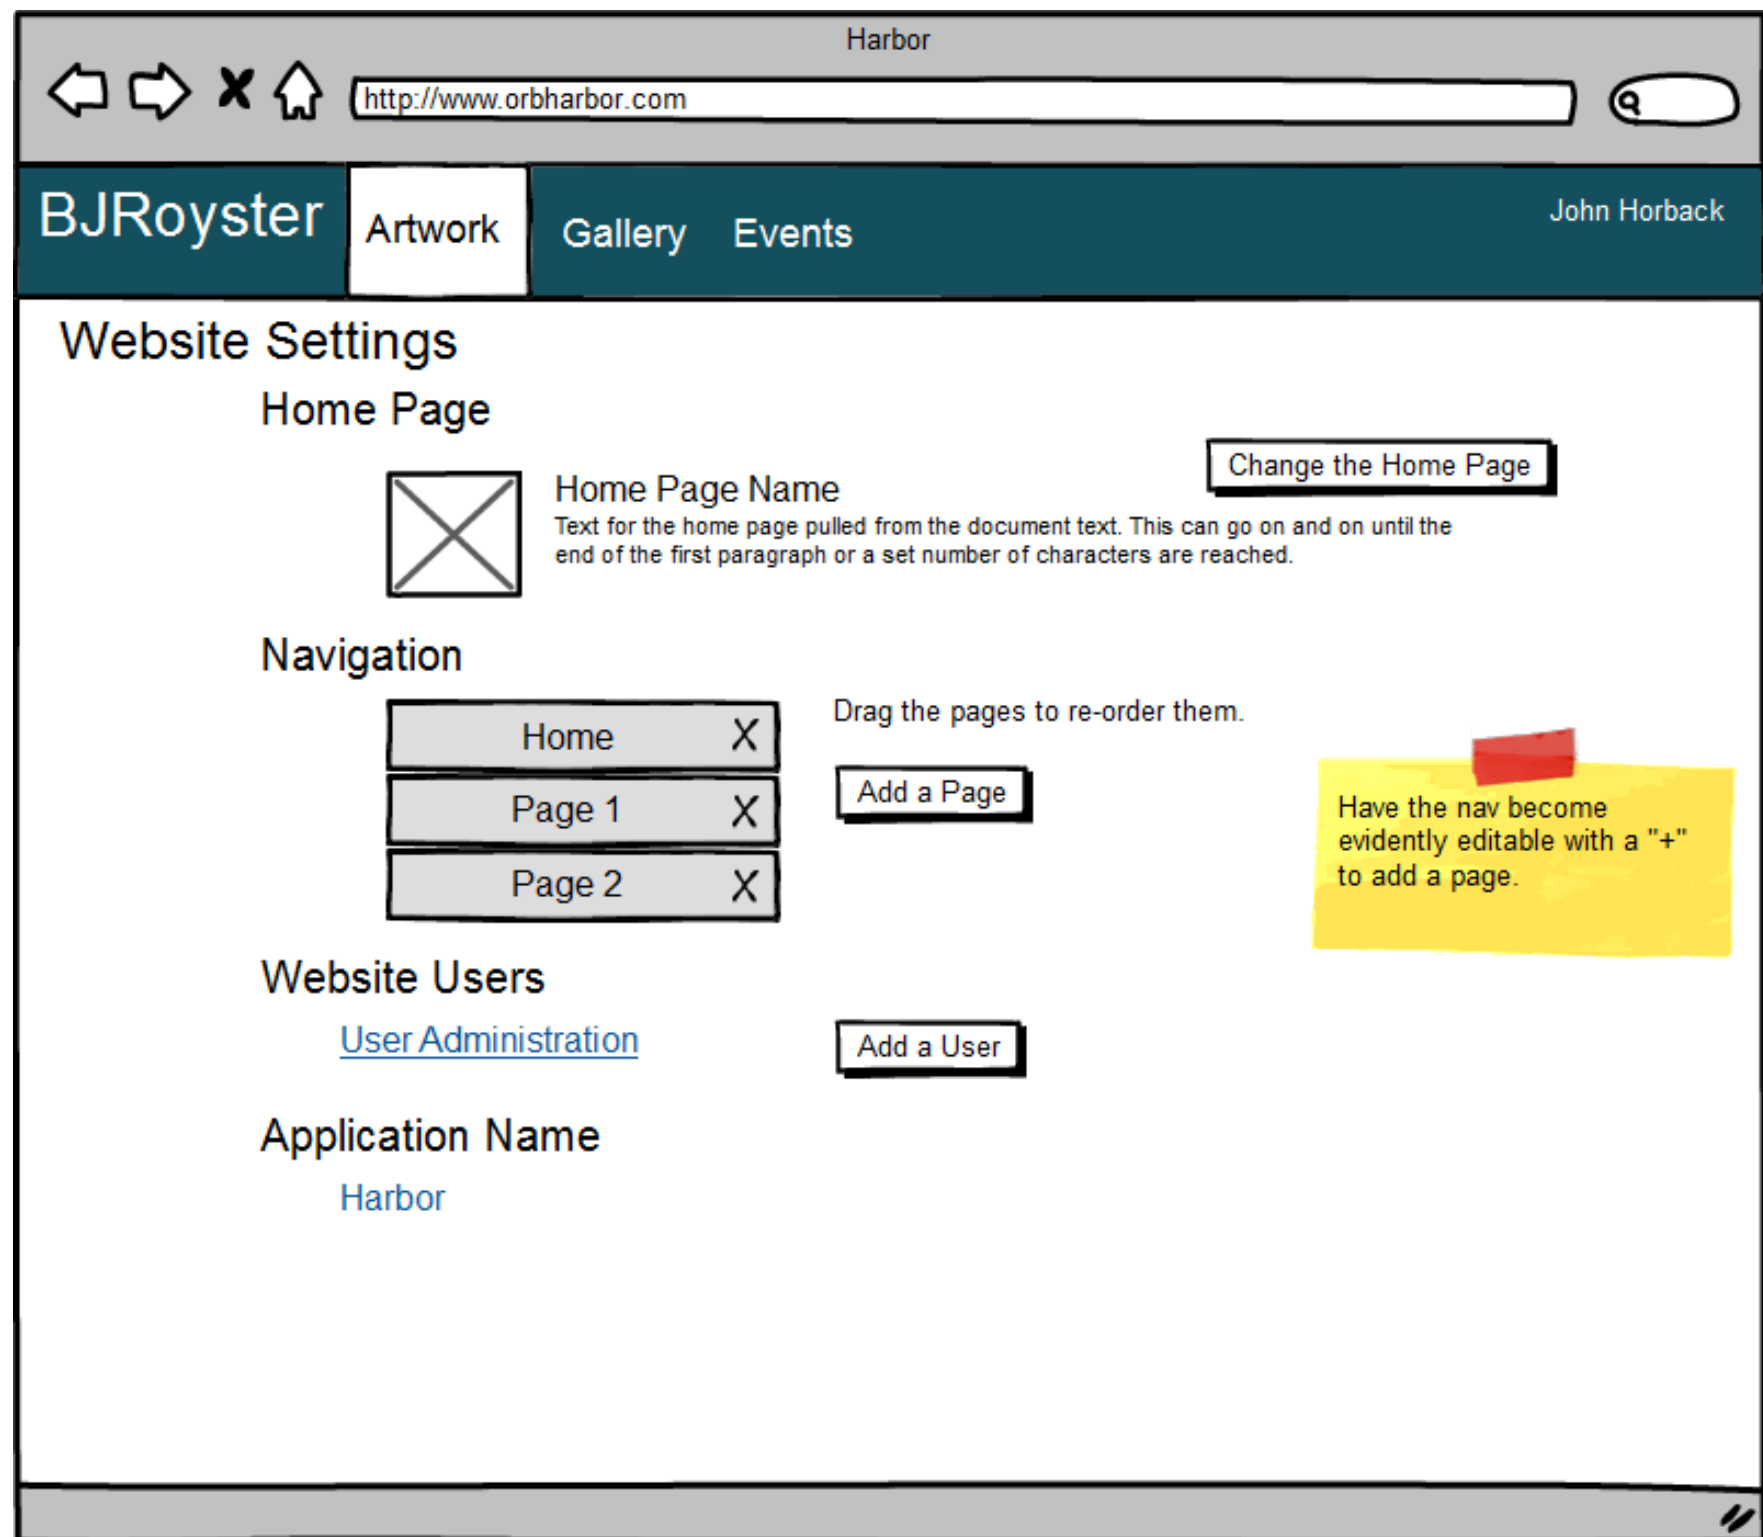 Harbor
http://www.orbharbor.com
BJRoyster
Artwork
Gallery
Events
John Horback
Website Settings
Home Page
Change the Home Page
Home Page Name
Text for the home page pulled from the document text. This can go on and on until the
end of the first paragraph or a set number of characters are reached.
Navigation
Home X
Page 1 X
Page 2 X
Drag the pages to re-order them.
Add a Page
Have the nav become
evidently editable with a "+"
to add a page.
Website Users
User Administration
Add a User
Application Name
Harbor